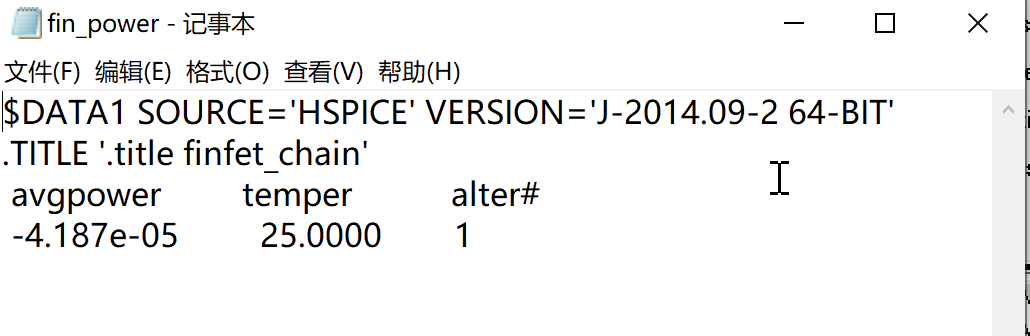 fin_power - 记事本
文件(F) 编辑(E) 格式(O) 查看(V) 帮助(H)
$DATA1 SOURCE='HSPICE' VERSION='J-2014.09-2 64-BIT'
.TITLE '.title finfet_chain'
avgpower temper alter#
-4.187e-05 25.0000 1